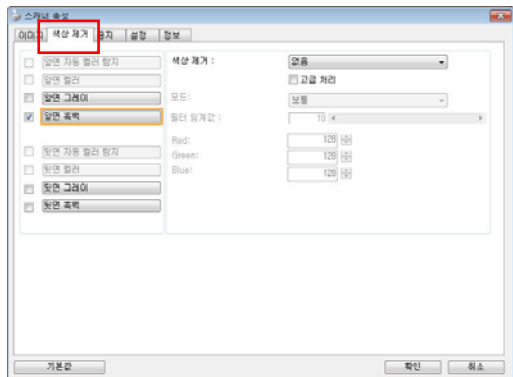 스캐너 속성
이미지 색상 제거 용지 설정 정보
앞면 자동 컬러 탐지
앞면 컬러
앞면 그레이
앞면 흑백
뒷면 자동 컬러 탐지
뒷면 컬러
뒷면 그레이
뒷면 흑백
색상 제거 : 없음
고급 처리
모드: 보통
필터 임계값 : 10
Red: 128
Green: 128
Blue: 128
기본값 확인 취소